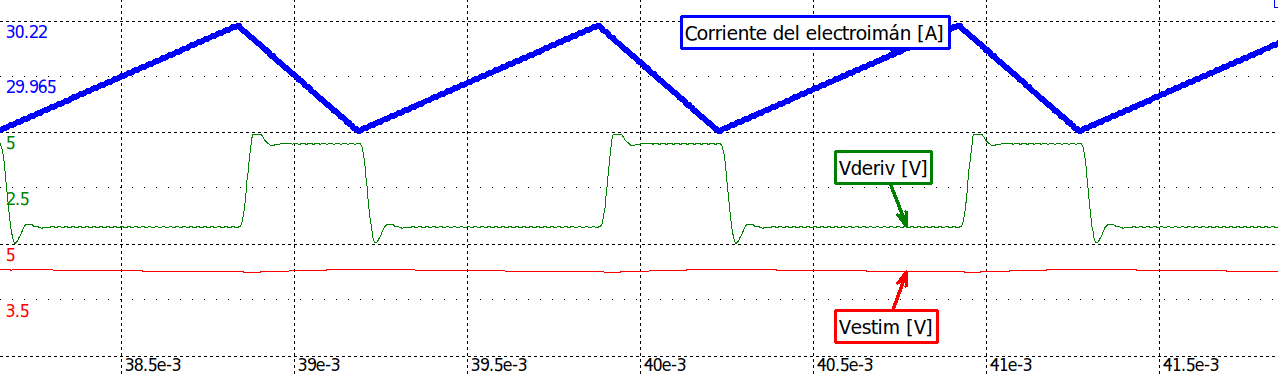 30.22
Corriente del electroimán [A]
29.965
5
Vderiv [V]
2.5
5
3.5
Vestim [V]
38.5e-3
39e-3
39.5e-3
40e-3
40.5e-3
41e-3
41.5e-3